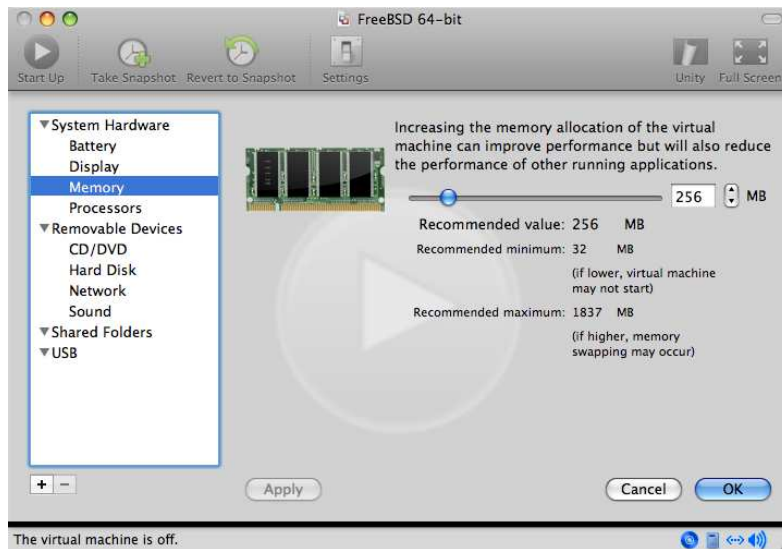 FreeBSD 64-bit
Start Up
Take Snapshot
Revert to Snapshot
Settings
Unity
Full Screen
System Hardware
Battery
Display
Memory
Processors
Removable Devices
CD/DVD
Hard Disk
Network
Sound
Shared Folders
USB
Increasing the memory allocation of the virtual
machine can improve performance but will also reduce
the performance of other running applications.
256 MB
Recommended value: 256 MB
Recommended minimum: 32 MB
(if lower, virtual machine
may not start)
Recommended maximum: 1837 MB
(if higher, memory
swapping may occur)
+ −
Apply
Cancel
OK
The virtual machine is off.